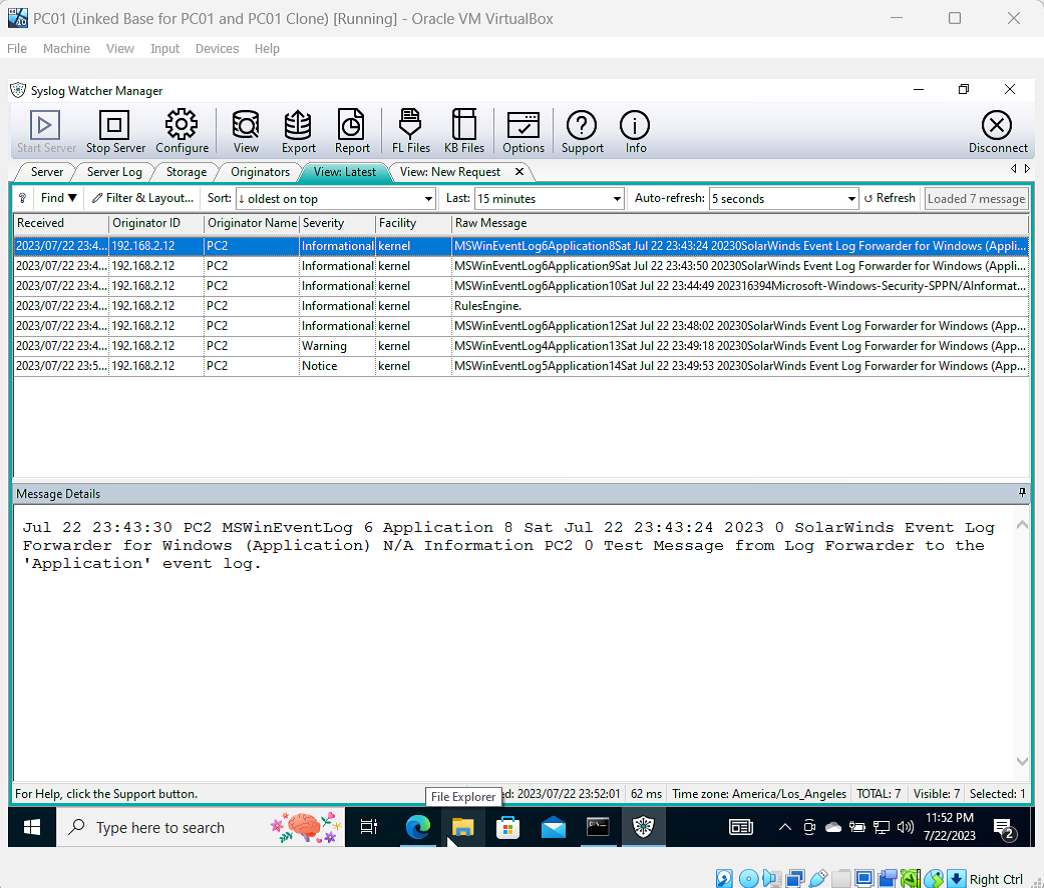 PC01 (Linked Base for PC01 and PC01 Clone) [Running] - Oracle VM VirtualBox
File Machine View Input Devices Help
Syslog Watcher Manager
Start Server Stop Server Configure View Export Report FL Files KB Files Options Support Info Disconnect
Server Server Log Storage Originators View: Latest View: New Request
? Find ▼ Filter & Layout... Sort: ↓ oldest on top Last: 15 minutes Auto-refresh: 5 seconds Refresh Loaded 7 message
Received Originator ID Originator Name Severity Facility Raw Message
2023/07/22 23:4... 192.168.2.12 PC2 Informational kernel MSWinEventLog6Application8Sat Jul 22 23:43:24 20230SolarWinds Event Log Forwarder for Windows (Appli...
2023/07/22 23:4... 192.168.2.12 PC2 Informational kernel MSWinEventLog6Application9Sat Jul 22 23:43:50 20230SolarWinds Event Log Forwarder for Windows (Appli...
2023/07/22 23:4... 192.168.2.12 PC2 Informational kernel MSWinEventLog6Application10Sat Jul 22 23:44:49 202316394Microsoft-Windows-Security-SPPN/AInformat...
2023/07/22 23:4... 192.168.2.12 PC2 Informational kernel RulesEngine.
2023/07/22 23:4... 192.168.2.12 PC2 Informational kernel MSWinEventLog6Application12Sat Jul 22 23:48:02 20230SolarWinds Event Log Forwarder for Windows (App...
2023/07/22 23:4... 192.168.2.12 PC2 Warning kernel MSWinEventLog4Application13Sat Jul 22 23:49:18 20230SolarWinds Event Log Forwarder for Windows (App...
2023/07/22 23:5... 192.168.2.12 PC2 Notice kernel MSWinEventLog5Application14Sat Jul 22 23:49:53 20230SolarWinds Event Log Forwarder for Windows (App...
Message Details
Jul 22 23:43:30 PC2 MSWinEventLog 6 Application 8 Sat Jul 22 23:43:24 2023 0 SolarWinds Event Log
Forwarder for Windows (Application) N/A Information PC2 0 Test Message from Log Forwarder to the
'Application' event log.
For Help, click the Support button. File Explorer ed: 2023/07/22 23:52:01 62 ms Time zone: America/Los_Angeles TOTAL: 7 Visible: 7 Selected: 1
Type here to search 11:52 PM
7/22/2023 2
Right Ctrl